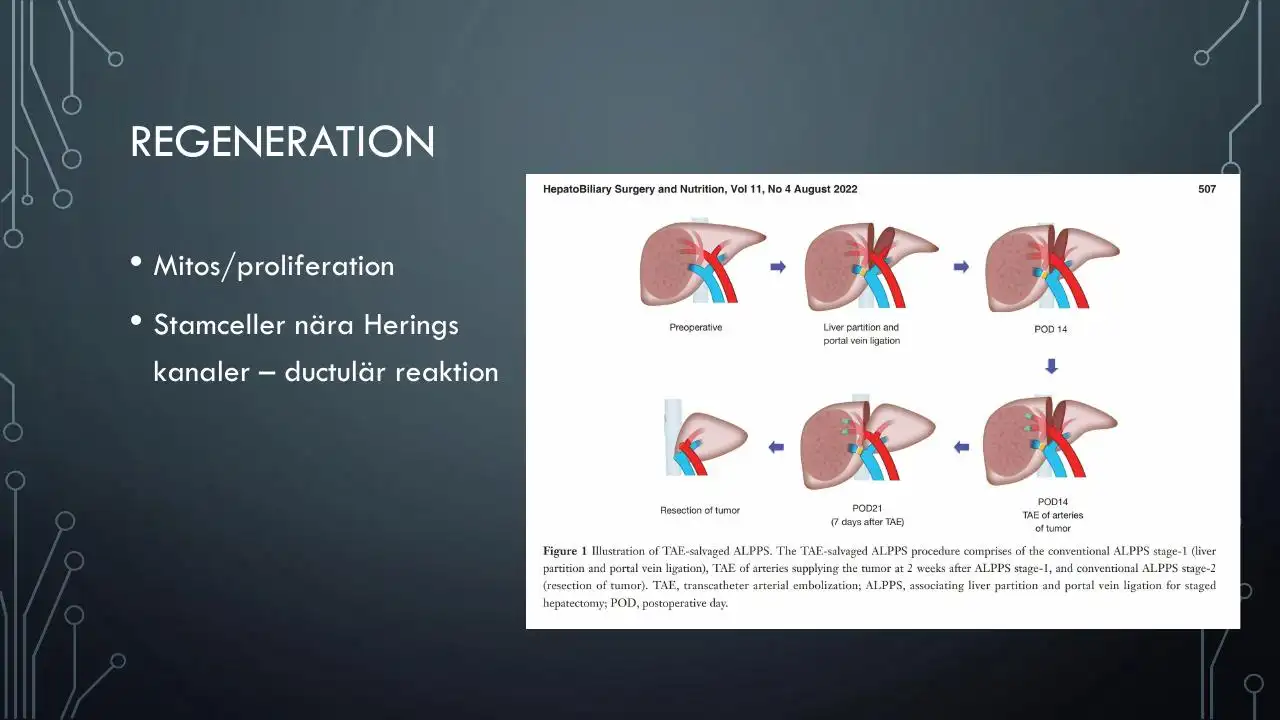 REGENERATION
• Mitos/proliferation
• Stamceller nära Herings
kanaler – ductulär reaktion
HepatoBiliary Surgery and Nutrition, Vol 11, No 4 August 2022 507
Preoperative
Liver partition and
portal vein ligation
POD 14
Resection of tumor
POD21
(7 days after TAE)
POD14
TAE of arteries
of tumor
Figure 1 Illustration of TAE-salvaged ALPPS. The TAE-salvaged ALPPS procedure comprises of the conventional ALPPS stage-1 (liver
partition and portal vein ligation), TAE of arteries supplying the tumor at 2 weeks after ALPPS stage-1, and conventional ALPPS stage-2
(resection of tumor). TAE, transcatheter arterial embolization; ALPPS, associating liver partition and portal vein ligation for staged
hepatectomy; POD, postoperative day.